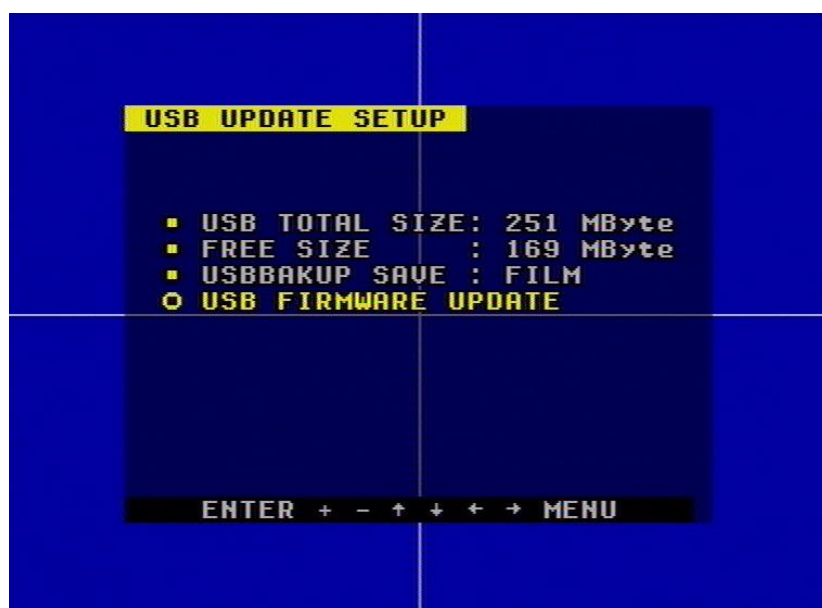 USB UPDATE SETUP
USB TOTAL SIZE: 251 MByte
FREE SIZE : 169 MByte
USBBAKUP SAVE : FILM
USB FIRMWARE UPDATE
ENTER + - ↑ ↓ ← → MENU